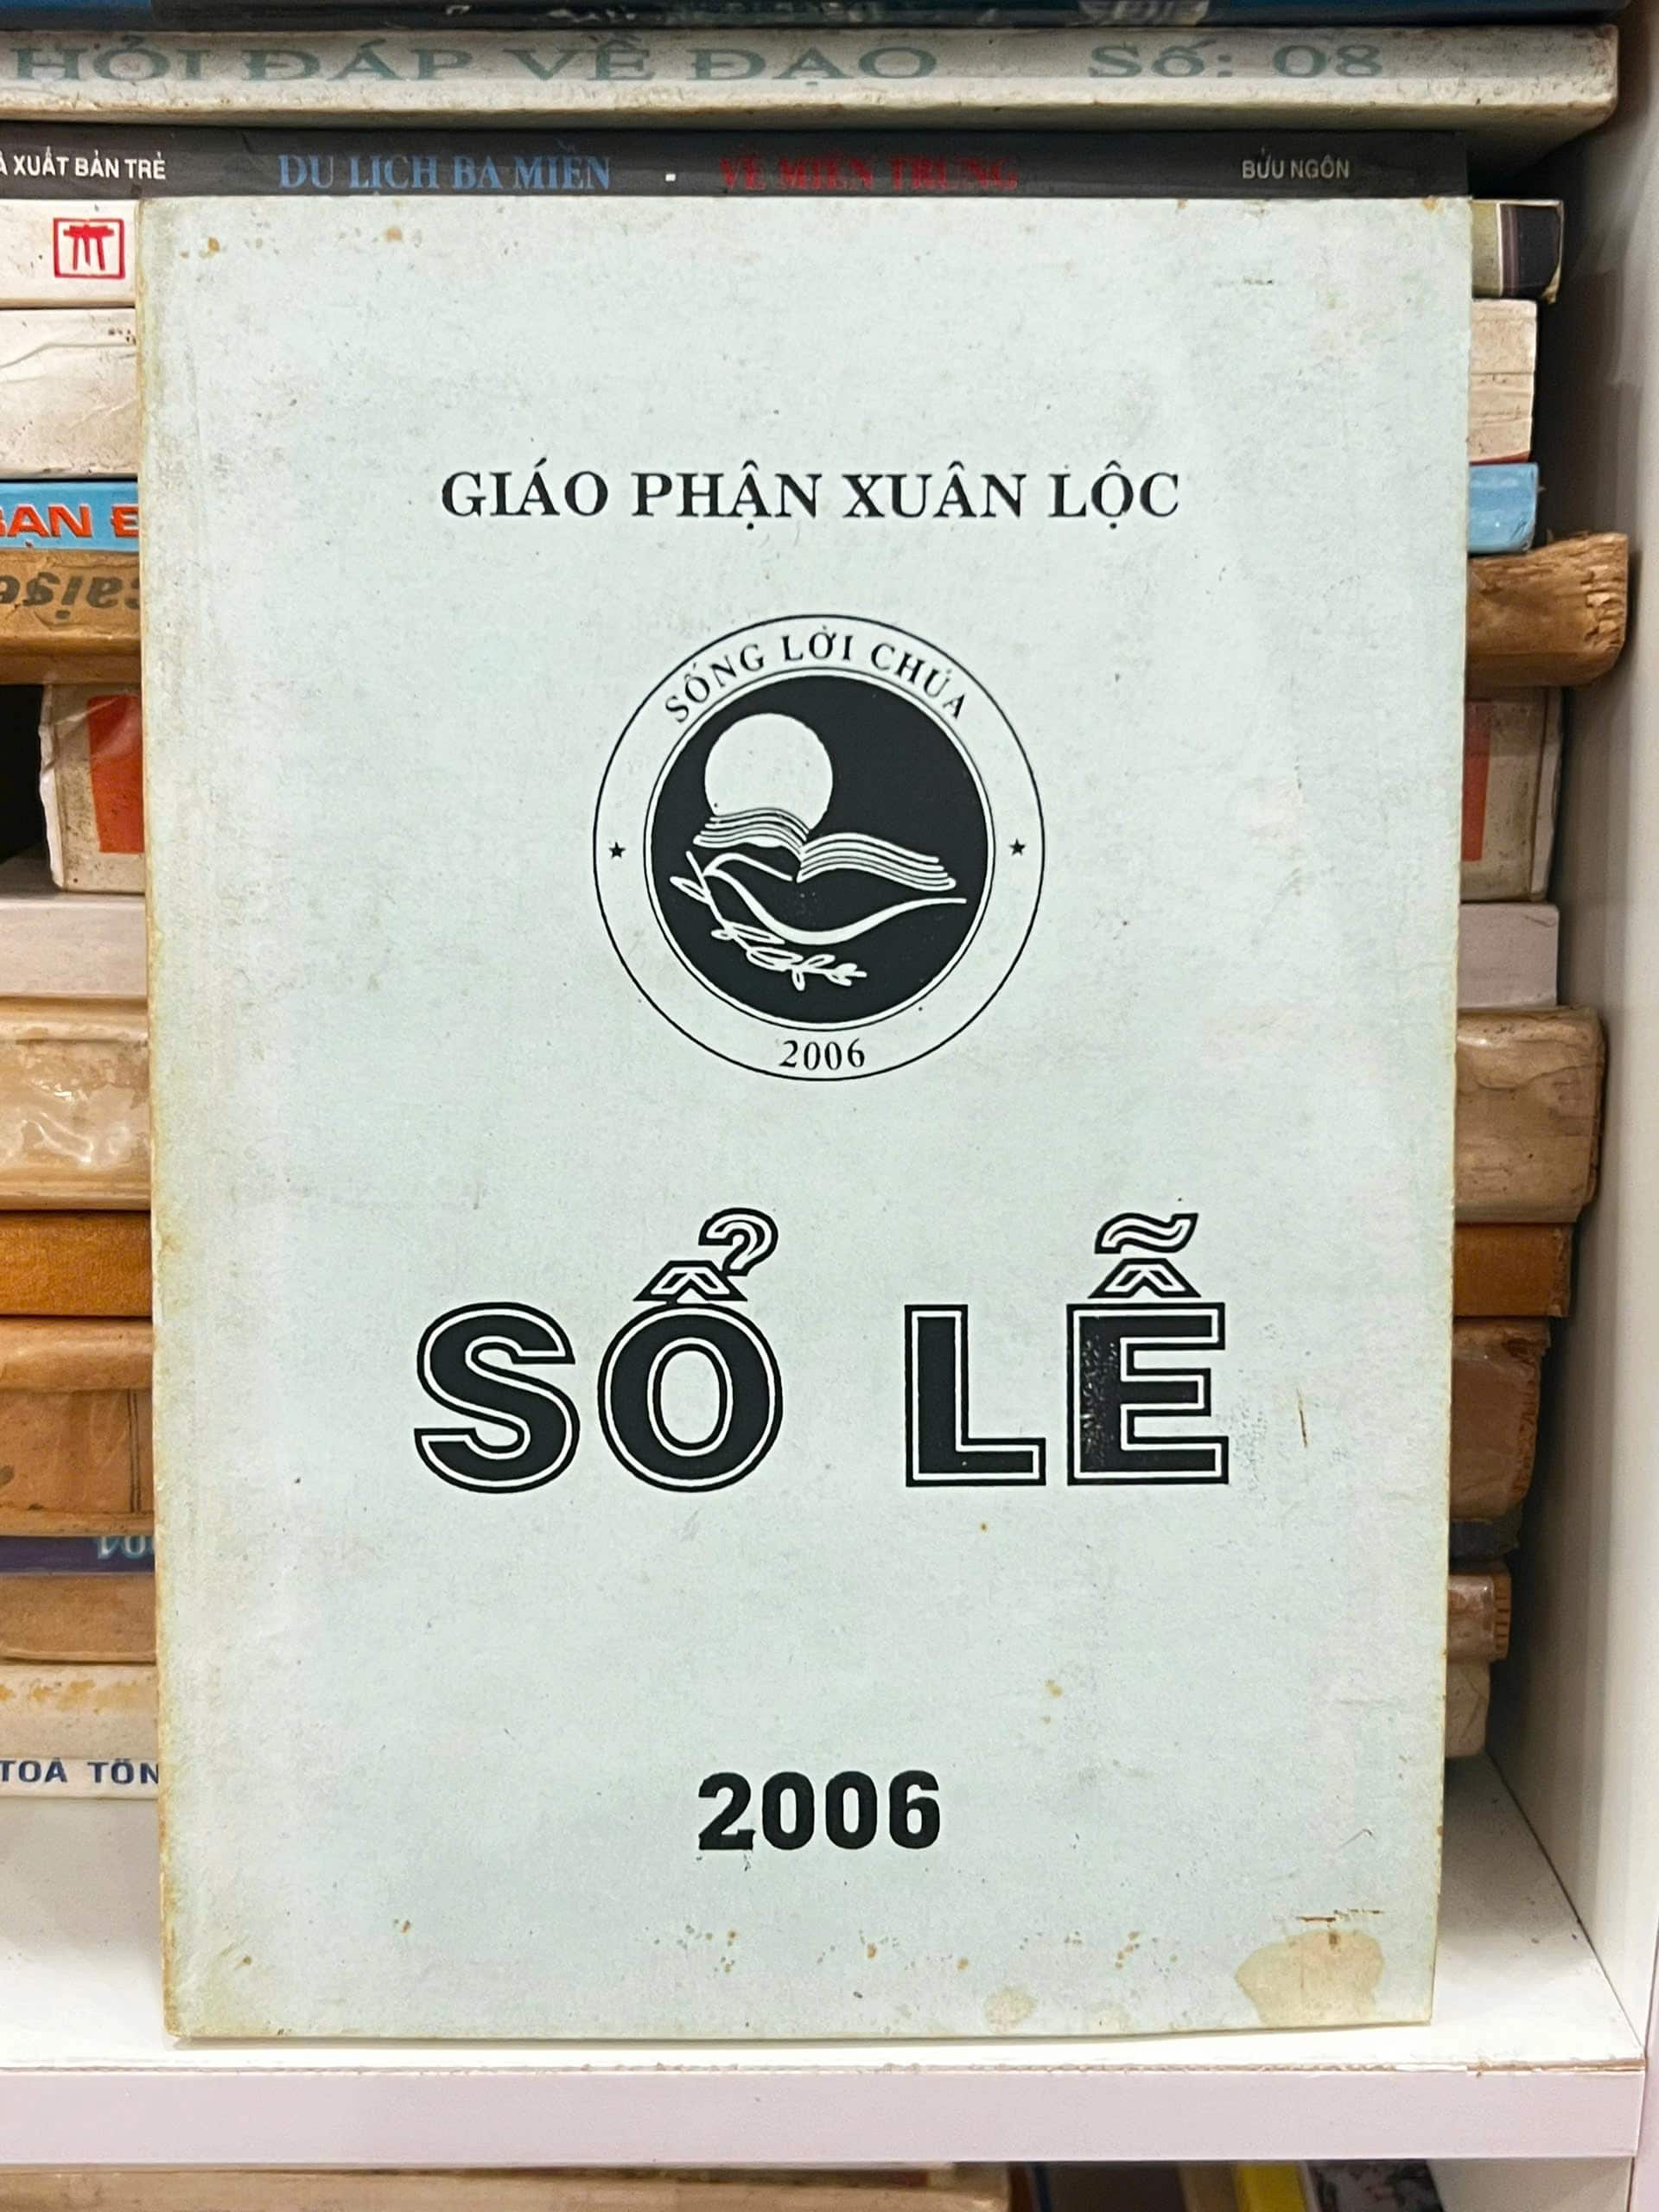 HỎI ĐÁP VỀ ĐẠO Số: 08
XUẤT BẢN TRẺ DU LỊCH BA MIỀN - VỀ MIỀN TRUNG BỬU NGÔN
GIÁO PHẬN XUÂN LỘC
SỐNG LỜI CHÚA
2006
SỔ LỄ
2006
TOÀ